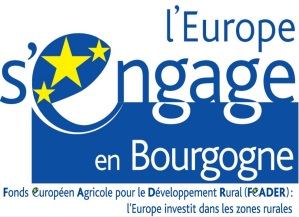 l'Europe
s'engage
en Bourgogne
Fonds européen Agricole pour le Développement Rural (FeADER) :
l'Europe investit dans les zones rurales